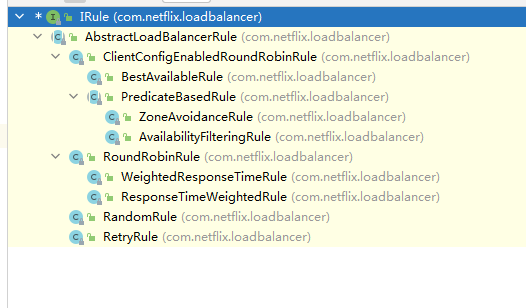 * IRule (com.netflix.loadbalancer)
AbstractLoadBalancerRule (com.netflix.loadbalancer)
ClientConfigEnabledRoundRobinRule (com.netflix.loadbalancer)
BestAvailableRule (com.netflix.loadbalancer)
PredicateBasedRule (com.netflix.loadbalancer)
ZoneAvoidanceRule (com.netflix.loadbalancer)
AvailabilityFilteringRule (com.netflix.loadbalancer)
RoundRobinRule (com.netflix.loadbalancer)
WeightedResponseTimeRule (com.netflix.loadbalancer)
ResponseTimeWeightedRule (com.netflix.loadbalancer)
RandomRule (com.netflix.loadbalancer)
RetryRule (com.netflix.loadbalancer)